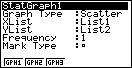 StatGraph1
Graph Type :Scatter
XList :List1
YList :List2
Frequency :1
Mark Type :▫
GPH1 GPH2 GPH3